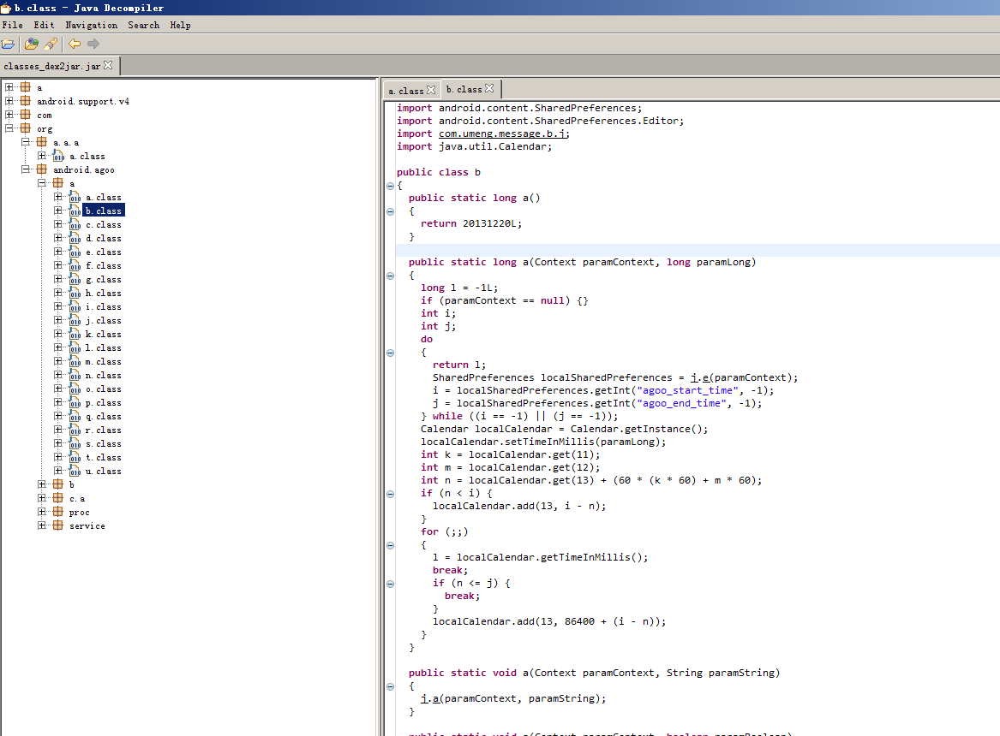 b.class - Java Decompiler
File Edit Navigation Search Help
classes_dex2jar.jar
a
android.support.v4
com
org
a.a.a
a.class
android.agoo
a
a.class
b.class
c.class
d.class
e.class
f.class
g.class
h.class
i.class
j.class
k.class
l.class
m.class
n.class
o.class
p.class
q.class
r.class
s.class
t.class
u.class
b
c.a
proc
service
a.class b.class
import android.content.SharedPreferences;
import android.content.SharedPreferences.Editor;
import com.umeng.message.b.j;
import java.util.Calendar;
public class b
{
public static long a()
{
return 20131220L;
}
public static long a(Context paramContext, long paramLong)
{
long l = -1L;
if (paramContext == null) {}
int i;
int j;
do
{
return l;
SharedPreferences localSharedPreferences = j.e(paramContext);
i = localSharedPreferences.getInt("agoo_start_time", -1);
j = localSharedPreferences.getInt("agoo_end_time", -1);
} while ((i == -1) || (j == -1));
Calendar localCalendar = Calendar.getInstance();
localCalendar.setTimeInMillis(paramLong);
int k = localCalendar.get(11);
int m = localCalendar.get(12);
int n = localCalendar.get(13) + (60 * (k * 60) + m * 60);
if (n < i) {
localCalendar.add(13, i - n);
}
for (;;)
{
l = localCalendar.getTimeInMillis();
break;
if (n <= j) {
break;
}
localCalendar.add(13, 86400 + (i - n));
}
}
public static void a(Context paramContext, String paramString)
{
j.a(paramContext, paramString);
}
public static void a(Context paramContext, boolean paramBoolean)